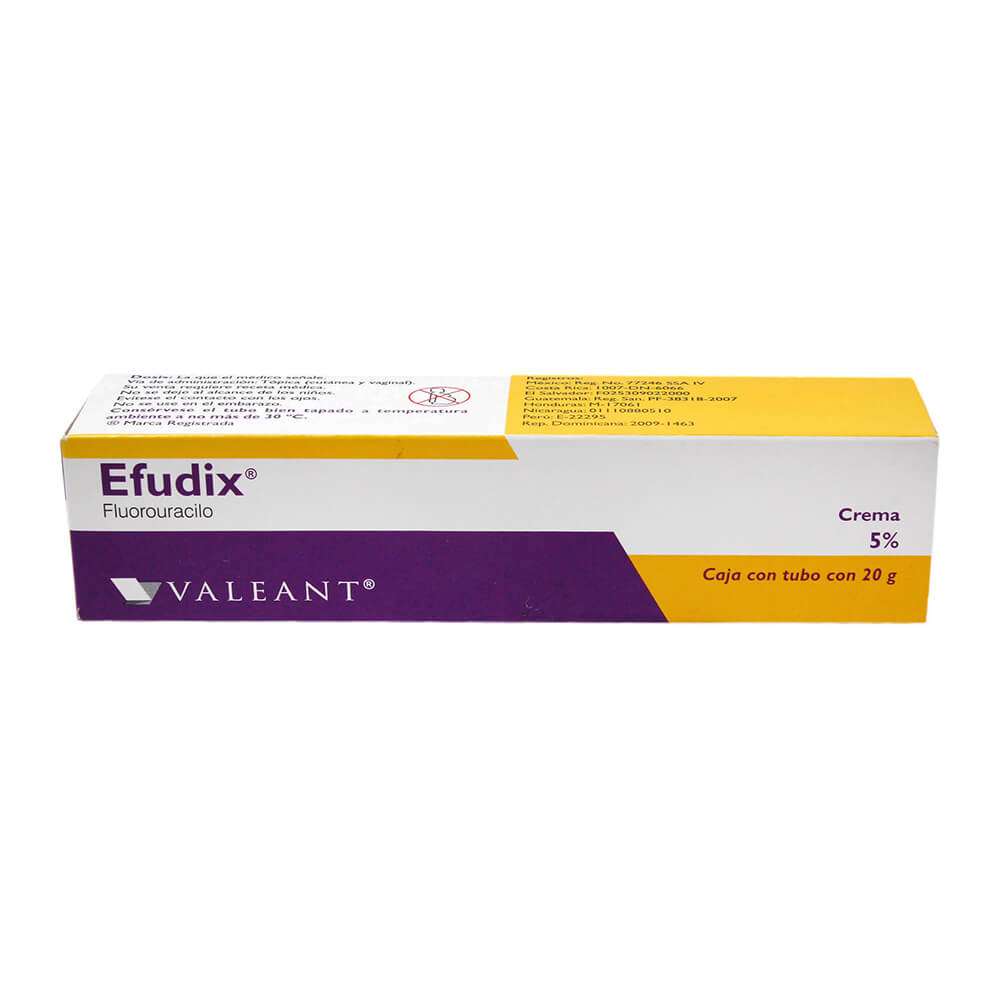 Dosis: La que el médico señale.
Vía de administración: Tópica (cutánea y vaginal).
Su venta requiere receta médica.
No se deje al alcance de los niños.
Evítese el contacto con los ojos.
No se use en el embarazo.
Consérvese el tubo bien tapado a temperatura
ambiente a no más de 30 °C.
® Marca Registrada
Registros:
México: Reg. No. 77246 SSA IV
Costa Rica: 1007-DN-6066
El Salvador: F025309022000
Guatemala: Reg. San. PF-38318-2007
Honduras: M-17061
Nicaragua: 01110880510
Perú: E-22295
Rep. Dominicana: 2009-1463
Efudix®
Fluorouracilo
Crema
5%
VALEANT®
Caja con tubo con 20 g